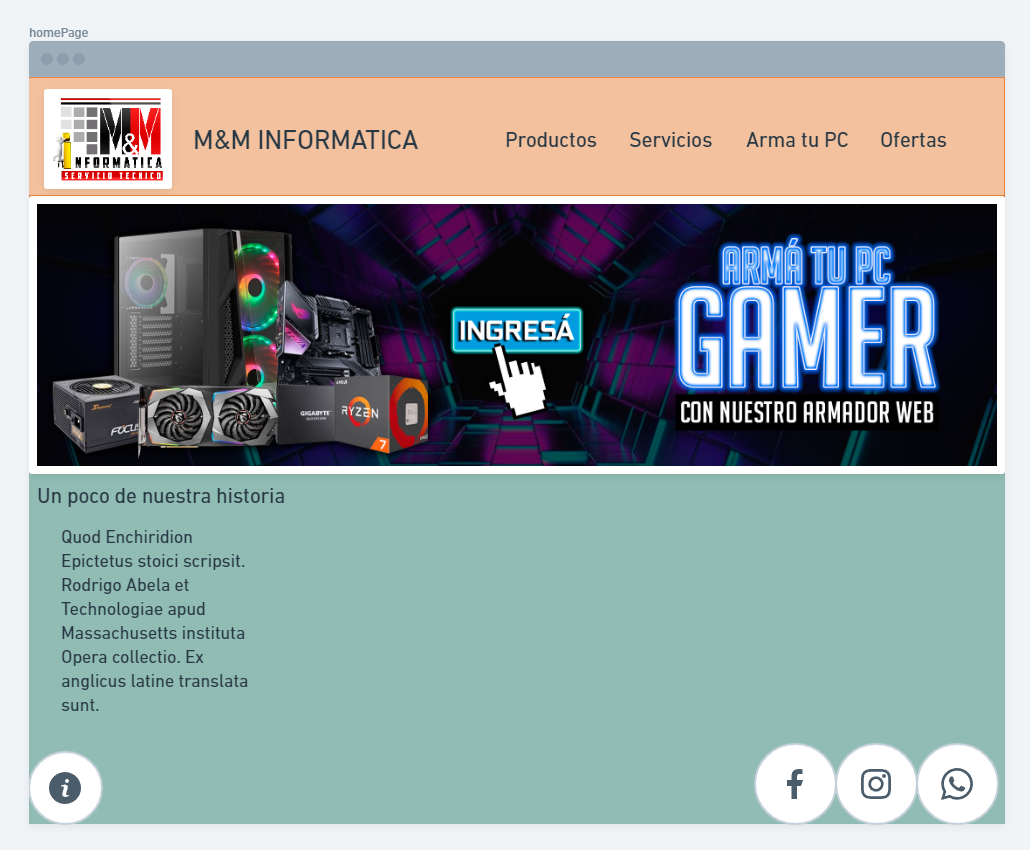 homePage
M&M
INFORMATICA
SERVICIO TECNICO
M&M INFORMATICA
Productos
Servicios
Arma tu PC
Ofertas
ARMÁ TU PC
GAMER
CON NUESTRO ARMADOR WEB
INGRESÁ
FOCUS
GIGABYTE
RYZEN
7
Un poco de nuestra historia
Quod Enchiridion
Epictetus stoici scripsit.
Rodrigo Abela et
Technologiae apud
Massachusetts instituta
Opera collectio. Ex
anglicus latine translata
sunt.